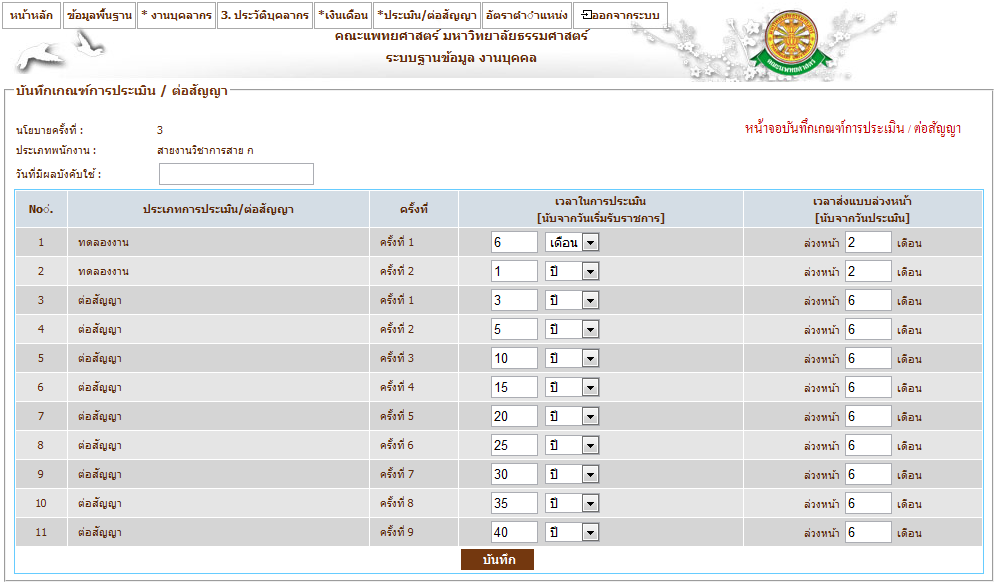 หน้าหลัก ข้อมูลพื้นฐาน * งานบุคลากร 3. ประวัติบุคลากร *เงินเดือน *ประเมิน/ต่อสัญญา อัตราตำแหน่ง ออกจากระบบ
คณะแพทยศาสตร์ มหาวิทยาลัยธรรมศาสตร์
ระบบฐานข้อมูล งานบุคคล
คณะแพทยศาสตร์
บันทึกเกณฑ์การประเมิน / ต่อสัญญา
หน้าจอบันทึกเกณฑ์การประเมิน / ต่อสัญญา
นโยบายครั้งที่ : 3
ประเภทพนักงาน : สายงานวิชาการสาย ก
วันที่มีผลบังคับใช้ :
No. ประเภทการประเมิน/ต่อสัญญา ครั้งที่ เวลาในการประเมิน เวลาส่งแบบล่วงหน้า
[นับจากวันเริ่มรับราชการ] [นับจากวันประเมิน]
1 ทดลองงาน ครั้งที่ 1 6 เดือน ล่วงหน้า 2 เดือน
2 ทดลองงาน ครั้งที่ 2 1 ปี ล่วงหน้า 2 เดือน
3 ต่อสัญญา ครั้งที่ 1 3 ปี ล่วงหน้า 6 เดือน
4 ต่อสัญญา ครั้งที่ 2 5 ปี ล่วงหน้า 6 เดือน
5 ต่อสัญญา ครั้งที่ 3 10 ปี ล่วงหน้า 6 เดือน
6 ต่อสัญญา ครั้งที่ 4 15 ปี ล่วงหน้า 6 เดือน
7 ต่อสัญญา ครั้งที่ 5 20 ปี ล่วงหน้า 6 เดือน
8 ต่อสัญญา ครั้งที่ 6 25 ปี ล่วงหน้า 6 เดือน
9 ต่อสัญญา ครั้งที่ 7 30 ปี ล่วงหน้า 6 เดือน
10 ต่อสัญญา ครั้งที่ 8 35 ปี ล่วงหน้า 6 เดือน
11 ต่อสัญญา ครั้งที่ 9 40 ปี ล่วงหน้า 6 เดือน
บันทึก